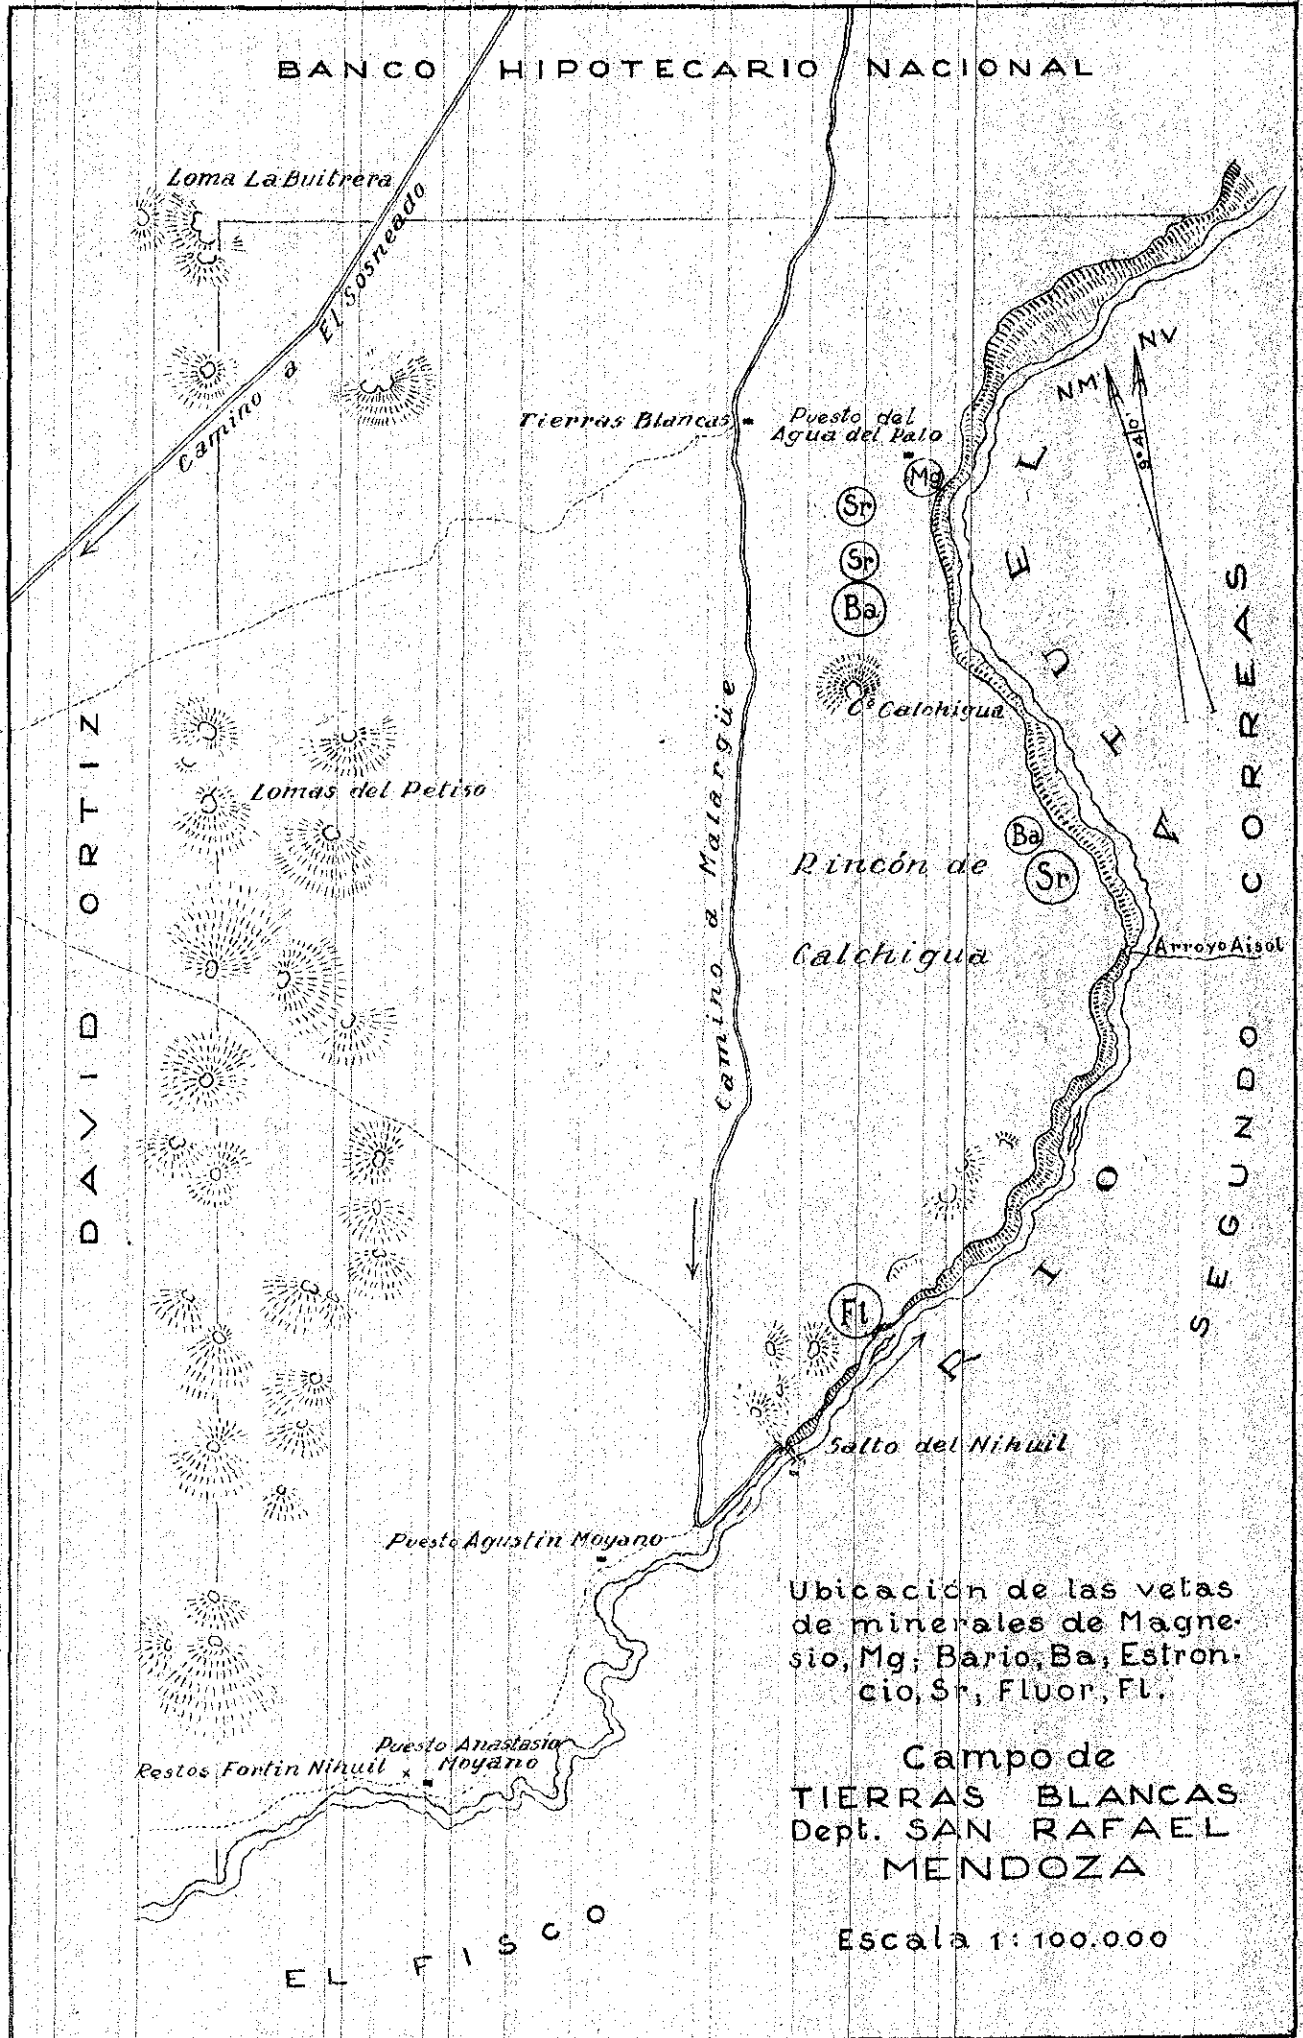 BANCO HIPOTECARIO NACIONAL
Loma La Buitrera
Camino a El Sosneado
NV
NM
9°40'
Tierras Blancas
Puesto del
Agua del Palo
Mg
Sr
Sr
Ba
Cº Calchigua
RIO ATUEL
SEGUNDO CORREAS
DAVID ORTIZ
Lomas del Petiso
Camino a Malargüe
Ba
Sr
Rincón de
Calchigua
Arroyo Aisol
Fl
Salto del Nihuil
Puesto Agustín Moyano
Puesto Anastasio
Moyano
Restos Fortin Nihuil
EL FISCO
Ubicación de las vetas
de minerales de Magne-
sio, Mg; Bario, Ba; Estron-
cio, Sr; Fluor, Fl.
Campo de
TIERRAS BLANCAS
Dept. SAN RAFAEL
MENDOZA
Escala 1:100.000